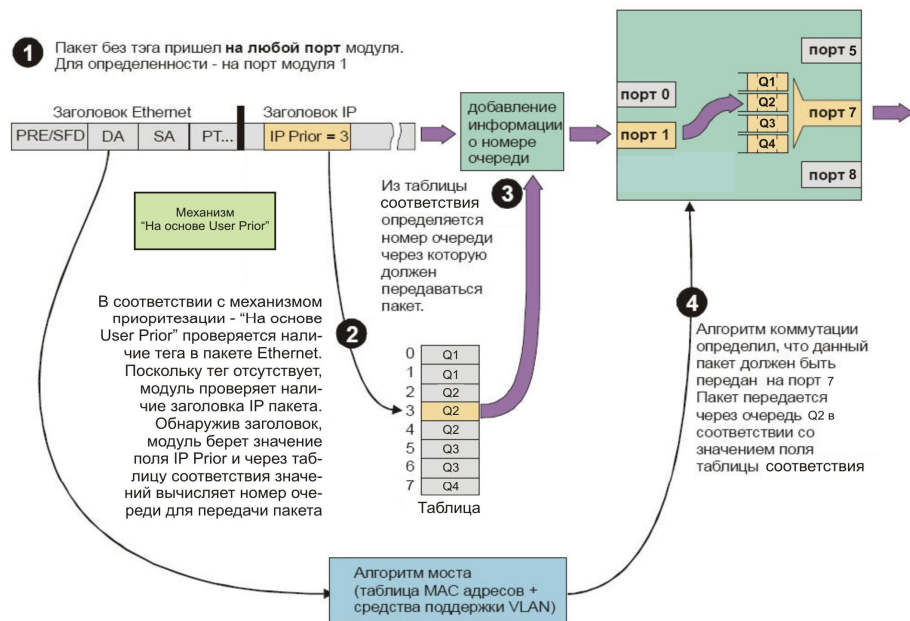 1
Пакет без тэга пришел на любой порт модуля.
Для определенности - на порт модуля 1
Заголовок Ethernet
Заголовок IP
PRE/SFD
DA
SA
PT...
IP Prior = 3
добавление
информации
о номере
очереди
порт 0
порт 1
Q1
Q2
Q3
Q4
порт 5
порт 7
порт 8
Механизм
“На основе User Prior”
3
Из таблицы
соответствия
определяется
номер очереди
через которую
должен
передаваться
пакет.
2
В соответствии с механизмом
приоритезации - “На основе
User Prior” проверяется нали-
чие тега в пакете Ethernet.
Поскольку тег отсутствует,
модуль проверяет нали-
чие заголовка IP пакета.
Обнаружив заголовок,
модуль берет значение
поля IP Prior и через таб-
лицу соответствия значе-
ний вычисляет номер оче-
реди для передачи пакета
0 Q1
1 Q1
2 Q2
3 Q2
4 Q2
5 Q3
6 Q3
7 Q4
Таблица
4
Алгоритм коммутации
определил, что данный
пакет должен быть
передан на порт 7
Пакет передается
через очередь Q2 в
соответствии со
значением поля
таблицы соответствия
Алгоритм моста
(таблица MAC адресов +
средства поддержки VLAN)